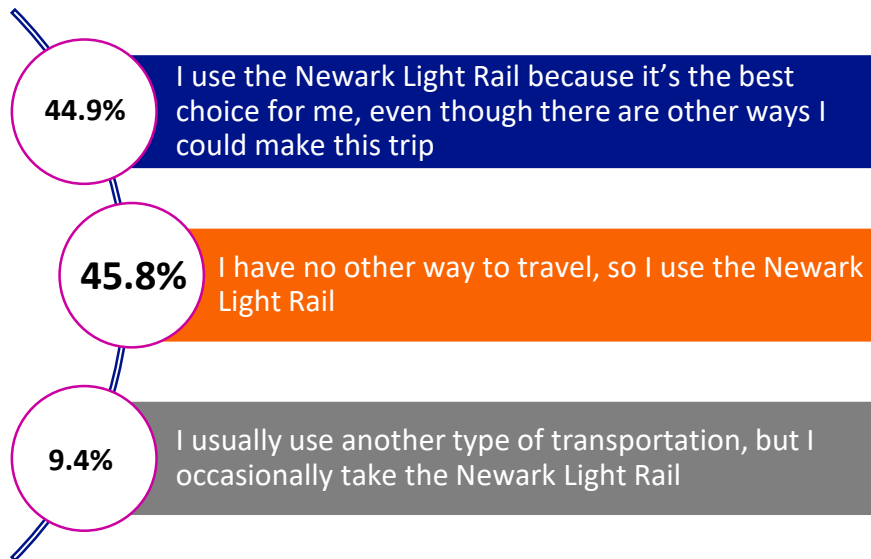 44.9%
I use the Newark Light Rail because it’s the best
choice for me, even though there are other ways I
could make this trip
45.8%
I have no other way to travel, so I use the Newark
Light Rail
9.4%
I usually use another type of transportation, but I
occasionally take the Newark Light Rail